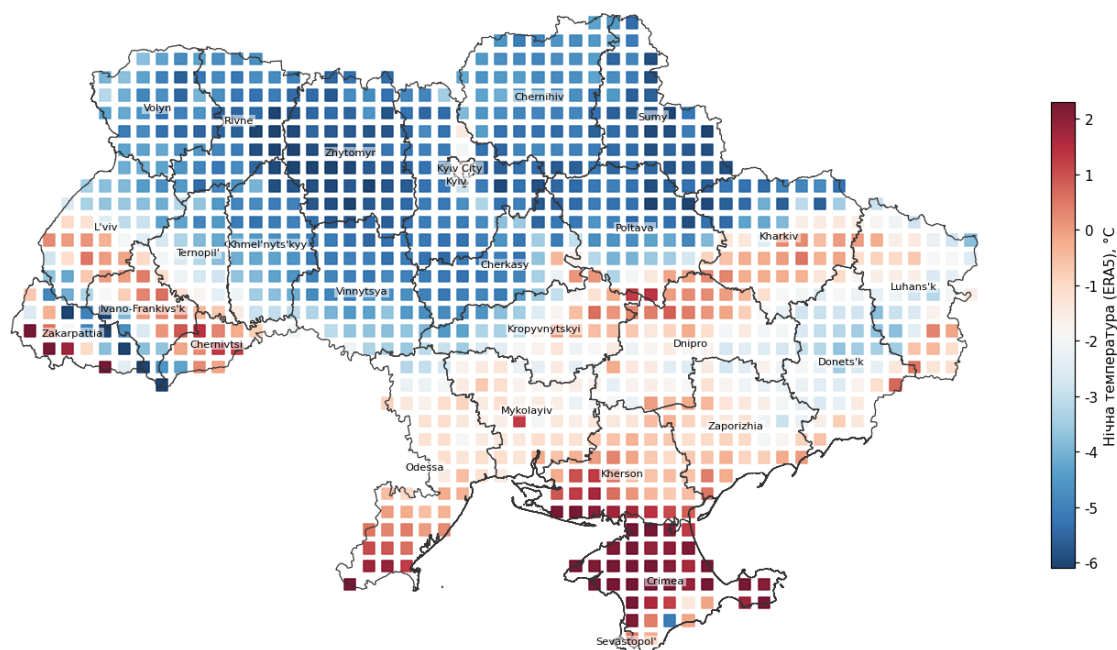 Chernihiv
Volyn
Sumy
Rivne
Zhytomyr
Kyiv City
Kyiv
L'viv
Poltava
Kharkiv
Khmel'nyts'kyy
Ternopil'
Cherkasy
Luhans'k
Vinnytsya
Ivano-Frankivs'k
Kropyvnytskyi
Zakarpattia
Chernivtsi
Dnipro
Donets'k
Mykolayiv
Zaporizhia
Odessa
Kherson
Crimea
Sevastopol'
2
1
0
-1
-2
-3
-4
-5
-6
Нічна температура (ERA5), °C